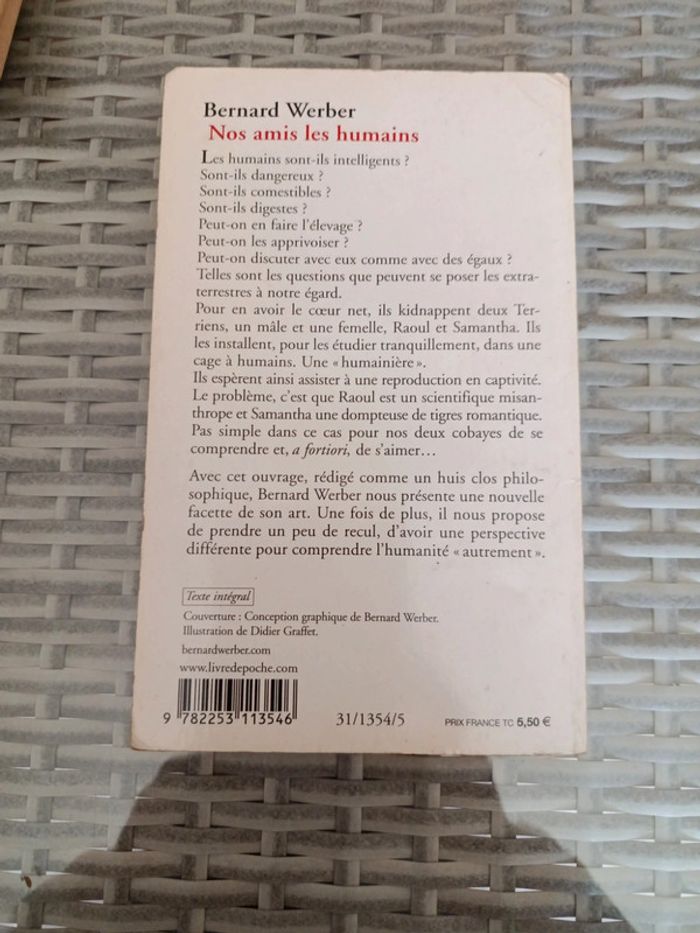 Bernard Werber
Nos amis les humains
Les humains sont-ils intelligents ?
Sont-ils dangereux ?
Sont-ils comestibles ?
Sont-ils digestes ?
Peut-on en faire l'élevage ?
Peut-on les apprivoiser ?
Peut-on discuter avec eux comme avec des égaux ?
Telles sont les questions que peuvent se poser les extra-
terrestres à notre égard.
Pour en avoir le cœur net, ils kidnappent deux Ter-
riens, un mâle et une femelle, Raoul et Samantha. Ils
les installent, pour les étudier tranquillement, dans une
cage à humains. Une « humainière ».
Ils espèrent ainsi assister à une reproduction en captivité.
Le problème, c'est que Raoul est un scientifique misan-
thrope et Samantha une dompteuse de tigres romantique.
Pas simple dans ce cas pour nos deux cobayes de se
comprendre et, a fortiori, de s'aimer…
Avec cet ouvrage, rédigé comme un huis clos philo-
sophique, Bernard Werber nous présente une nouvelle
facette de son art. Une fois de plus, il nous propose
de prendre un peu de recul, d'avoir une perspective
différente pour comprendre l'humanité « autrement ».
Texte intégral
Couverture : Conception graphique de Bernard Werber.
Illustration de Didier Graffet.
bernardwerber.com
www.livredepoche.com
9 782253 113546
31/1354/5
PRIX FRANCE TC 5,50 €